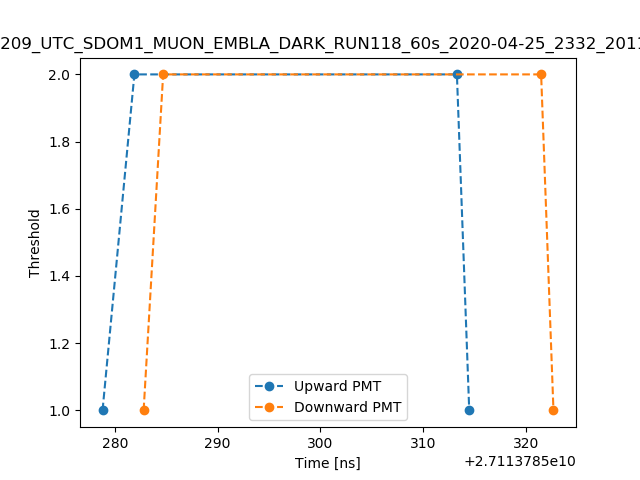 209_UTC_SDOM1_MUON_EMBLA_DARK_RUN118_60s_2020-04-25_2332_2011
2.0
1.8
1.6
1.4
1.2
1.0
Threshold
Upward PMT
Downward PMT
280 290 300 310 320
Time [ns]
+2.7113785e10